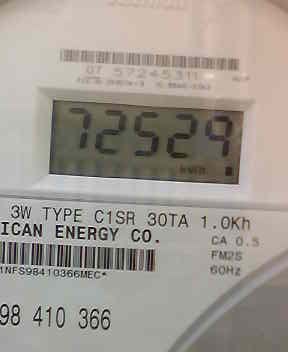 07 57245311
72529
kWh
3W TYPE C1SR 30TA 1.0Kh
ICAN ENERGY CO.
CA 0.5
FM2S
60Hz
1NFS98410366MEC*
98 410 366